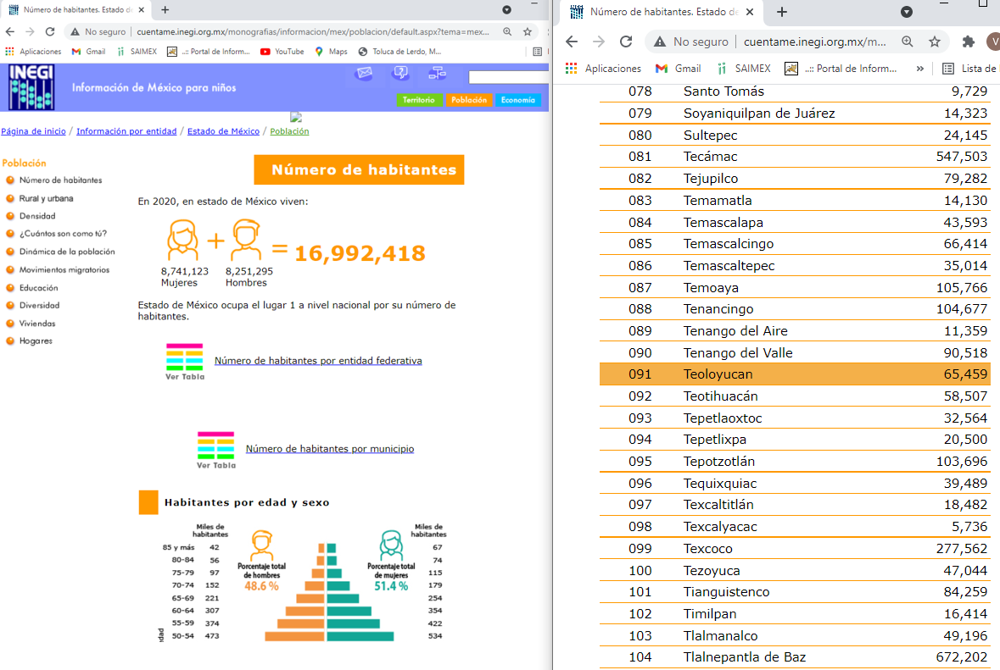 Número de habitantes. Estado de
No seguro | cuentame.inegi.org.mx/monografias/informacion/mex/poblacion/default.aspx?tema=mex...
Aplicaciones Gmail SAIMEX ..:: Portal de Inform... YouTube Maps Toluca de Lerdo, M...
INEGI
Información de México para niños
Territorio Población Economía
Página de inicio / Información por entidad / Estado de México / Población
Población
Número de habitantes
Rural y urbana
Densidad
¿Cuántos son como tú?
Dinámica de la población
Movimientos migratorios
Educación
Diversidad
Viviendas
Hogares
Número de habitantes
En 2020, en estado de México viven:
+ = 16,992,418
8,741,123 8,251,295
Mujeres Hombres
Estado de México ocupa el lugar 1 a nivel nacional por su número de
habitantes.
Ver Tabla
Número de habitantes por entidad federativa
Ver Tabla
Número de habitantes por municipio
Habitantes por edad y sexo
Miles de habitantes Miles de habitantes
Porcentaje total de hombres 48.6 %
Porcentaje total de mujeres 51.4 %
85 y más 42 67
80-84 56 74
75-79 97 115
70-74 152 179
65-69 221 254
60-64 307 354
55-59 374 422
50-54 473 534
Número de habitantes. Estado de
No seguro | cuentame.inegi.org.mx/m...
V
Aplicaciones Gmail SAIMEX ..:: Portal de Inform... » Lista de
078 Santo Tomás 9,729
079 Soyaniquilpan de Juárez 14,323
080 Sultepec 24,145
081 Tecámac 547,503
082 Tejupilco 79,282
083 Temamatla 14,130
084 Temascalapa 43,593
085 Temascalcingo 66,414
086 Temascaltepec 35,014
087 Temoaya 105,766
088 Tenancingo 104,677
089 Tenango del Aire 11,359
090 Tenango del Valle 90,518
091 Teoloyucan 65,459
092 Teotihuacán 58,507
093 Tepetlaoxtoc 32,564
094 Tepetlixpa 20,500
095 Tepotzotlán 103,696
096 Tequixquiac 39,489
097 Texcaltitlán 18,482
098 Texcalyacac 5,736
099 Texcoco 277,562
100 Tezoyuca 47,044
101 Tianguistenco 84,259
102 Timilpan 16,414
103 Tlalmanalco 49,196
104 Tlalnepantla de Baz 672,202